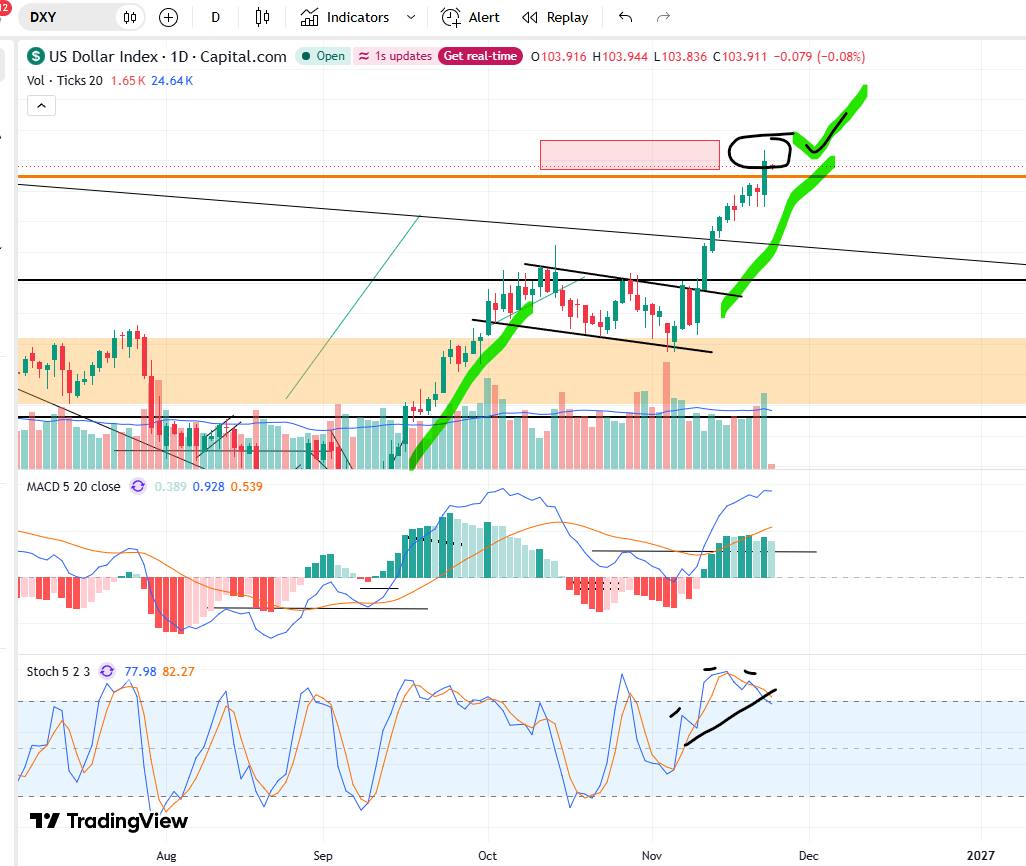 12
DXY
D
Indicators
Alert
Replay
US Dollar Index · 1D · Capital.com
Open
1s updates
Get real-time
O103.916 H103.944 L103.836 C103.911 −0.079 (−0.08%)
Vol · Ticks 20 1.65K 24.64K
MACD 5 20 close 0.389 0.928 0.539
Stoch 5 2 3 77.98 82.27
TradingView
Aug Sep Oct Nov Dec 2027